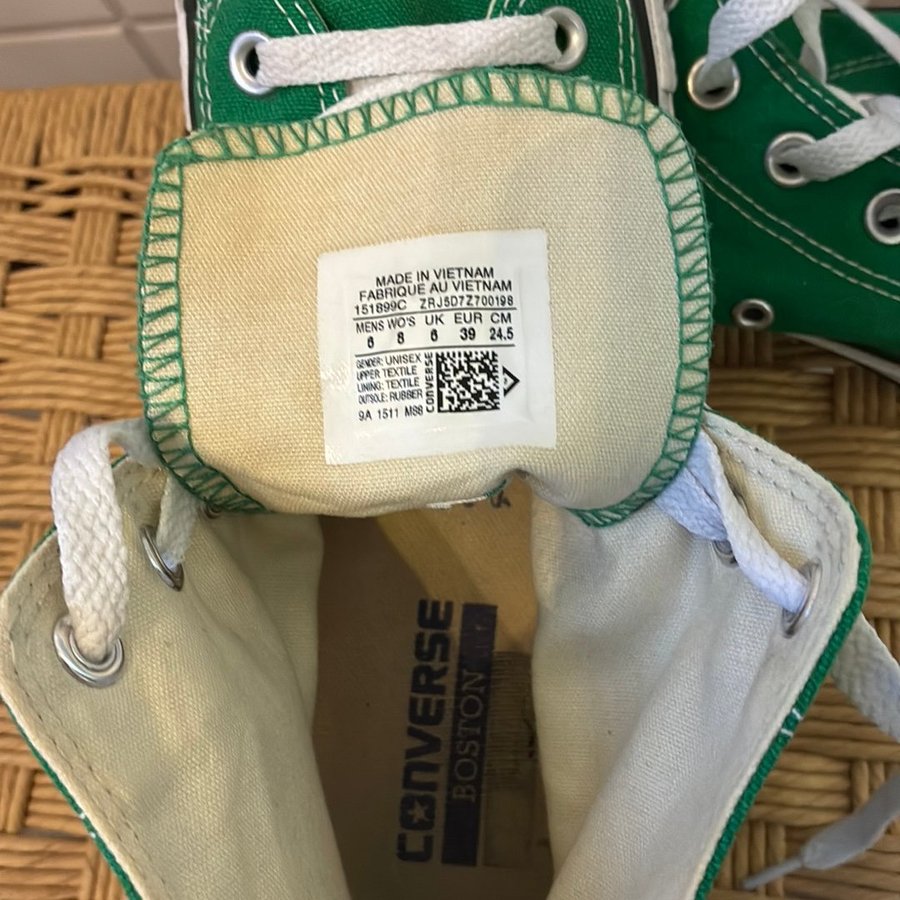 MADE IN VIETNAM
FABRIQUE AU VIETNAM
151899C ZRJ5D7Z700198
MENS WO'S UK EUR CM
6 8 6 39 24.5
GENDER: UNISEX
UPPER TEXTILE
LINING: TEXTILE
OUTSOLE: RUBBER
9A 1511 M88
CONVERSE
CONVERSE
BOSTON